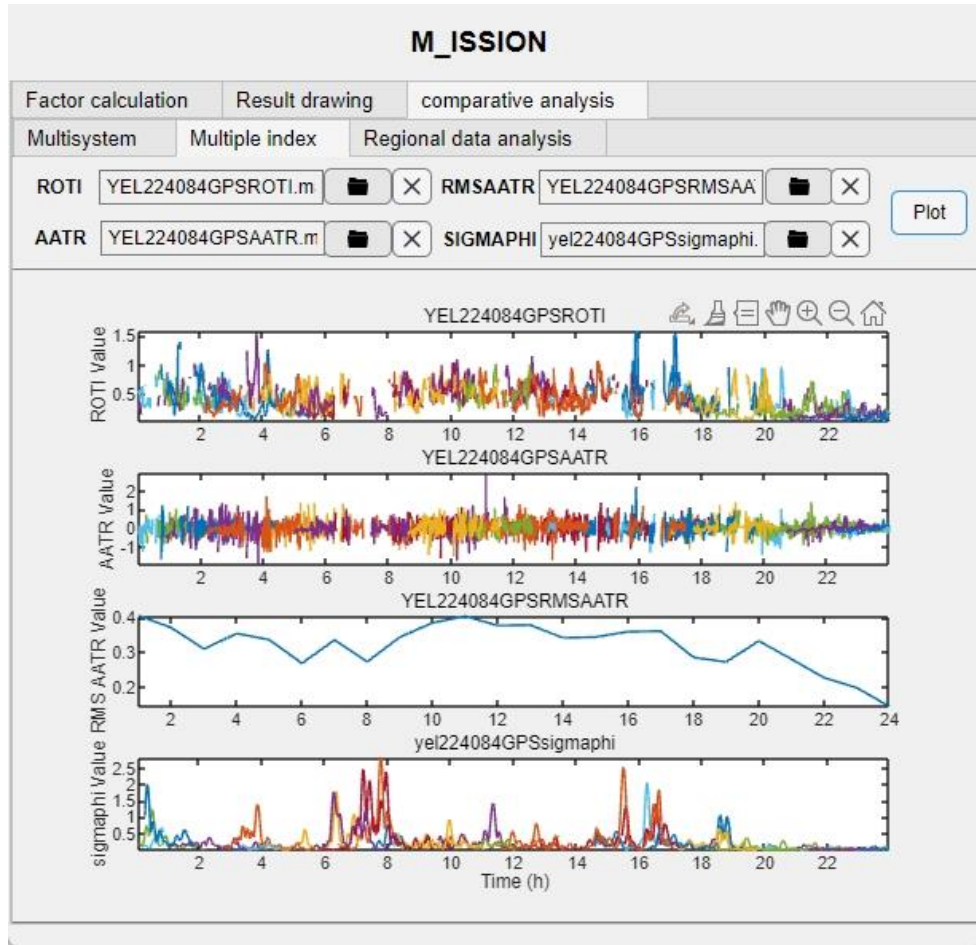 M_ISSION
Factor calculation Result drawing comparative analysis
Multisystem Multiple index Regional data analysis
ROTI YEL224084GPSROTI.m RMSAATR YEL224084GPSRMSAA
Plot
AATR YEL224084GPSAATR.m SIGMAPHI yel224084GPSsigmaphi.
YEL224084GPSROTI
ROTI Value
1.5
1
0.5
2 4 6 8 10 12 14 16 18 20 22
YEL224084GPSAATR
AATR Value
2
1
0
-1
2 4 6 8 10 12 14 16 18 20 22
YEL224084GPSRMSAATR
RMS AATR Value
0.4
0.3
0.2
2 4 6 8 10 12 14 16 18 20 22 24
yel224084GPSsigmaphi
sigmaphi Value
2.5
2
1.5
1
0.5
2 4 6 8 10 12 14 16 18 20 22
Time (h)